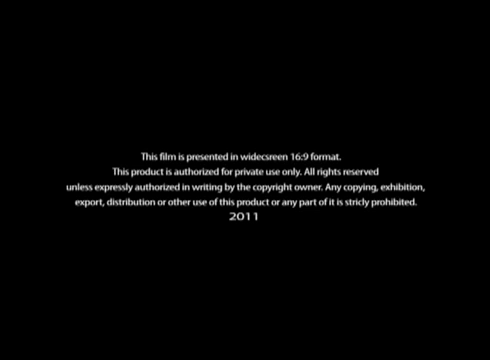 This film is presented in widecsreen 16:9 format.
This product is authorized for private use only. All rights reserved
unless expressly authorized in writing by the copyright owner. Any copying, exhibition,
export, distribution or other use of this product or any part of it is stricly prohibited.
2011